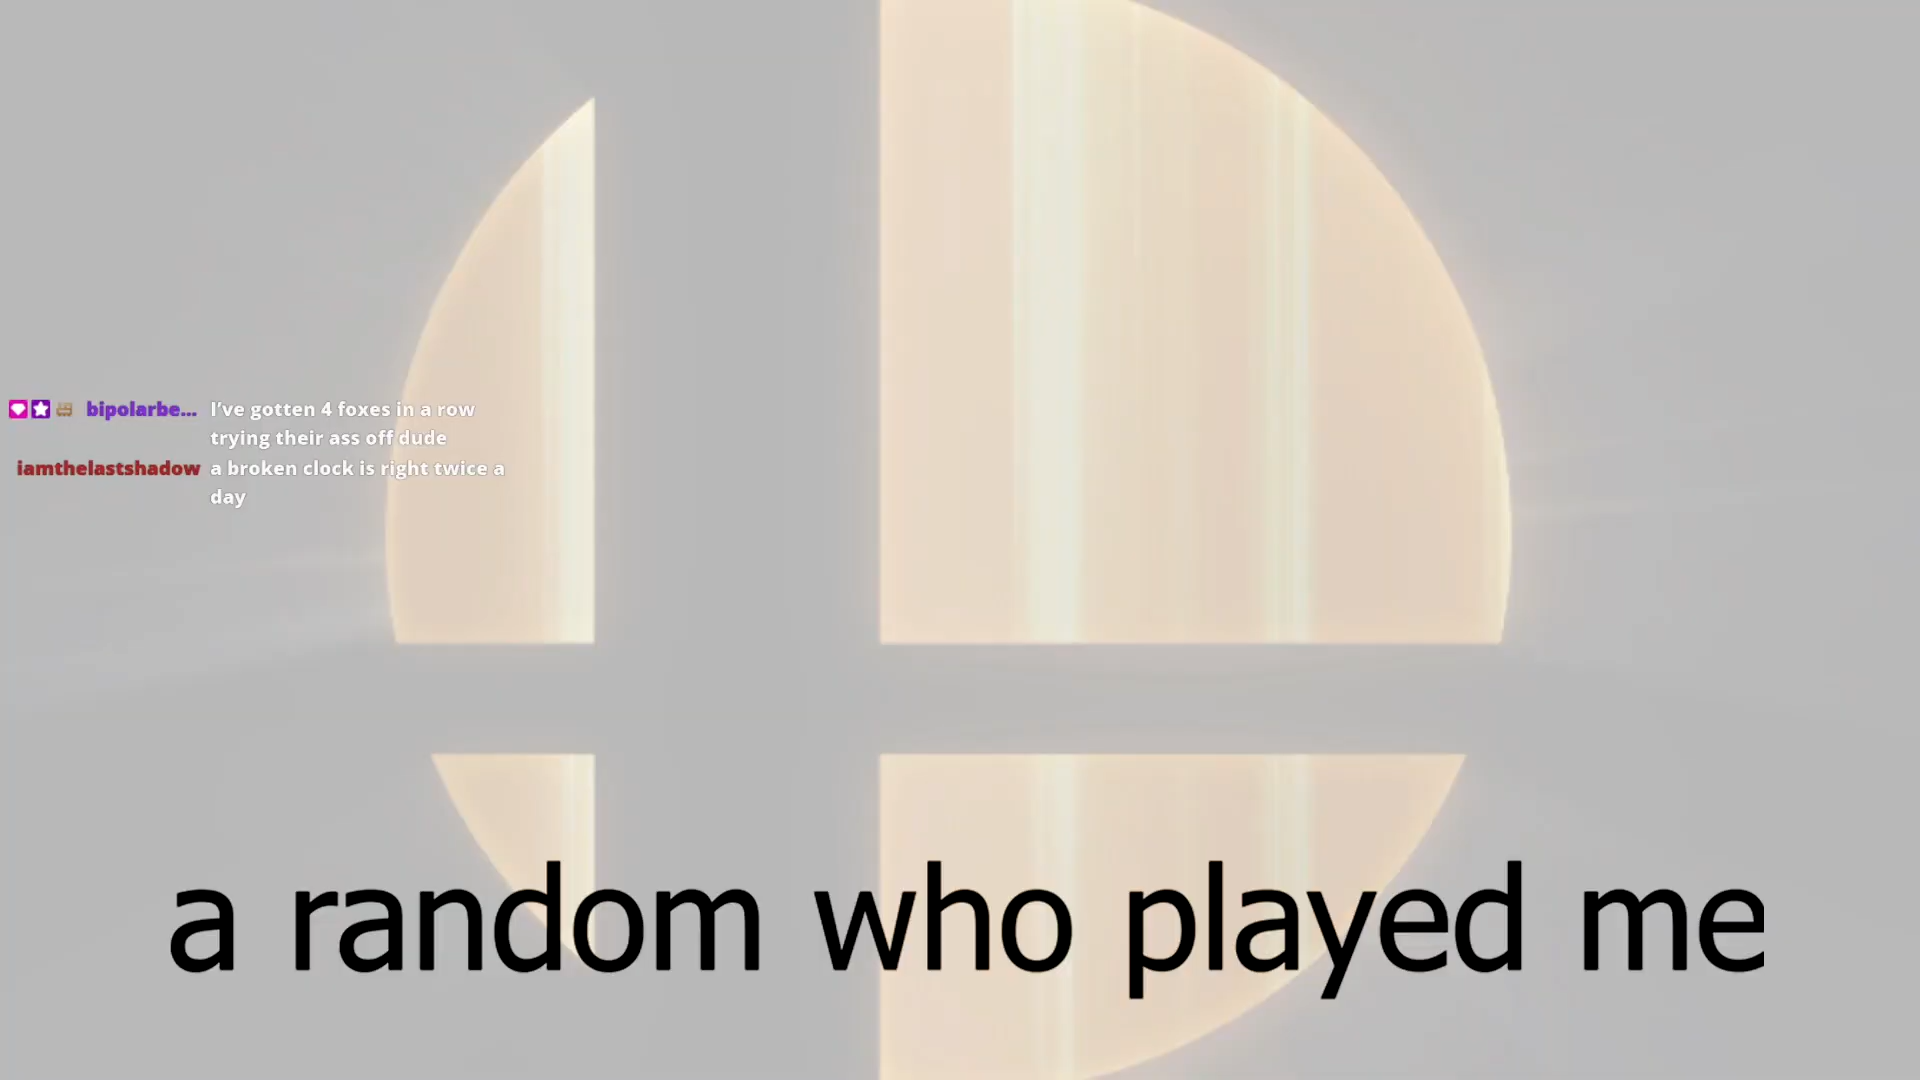 bipolarbe... I've gotten 4 foxes in a row
trying their ass off dude
iamthelastshadow a broken clock is right twice a
day
a random who played me